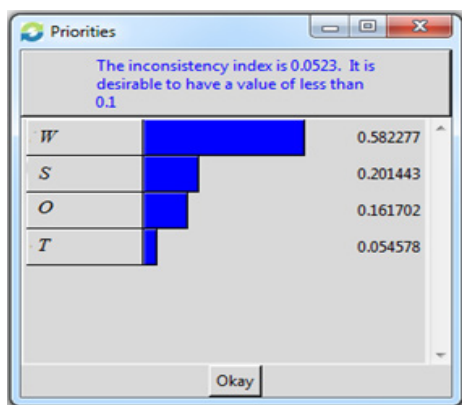 Priorities
The inconsistency index is 0.0523. It is
desirable to have a value of less than
0.1
W 0.582277
S 0.201443
O 0.161702
T 0.054578
Okay